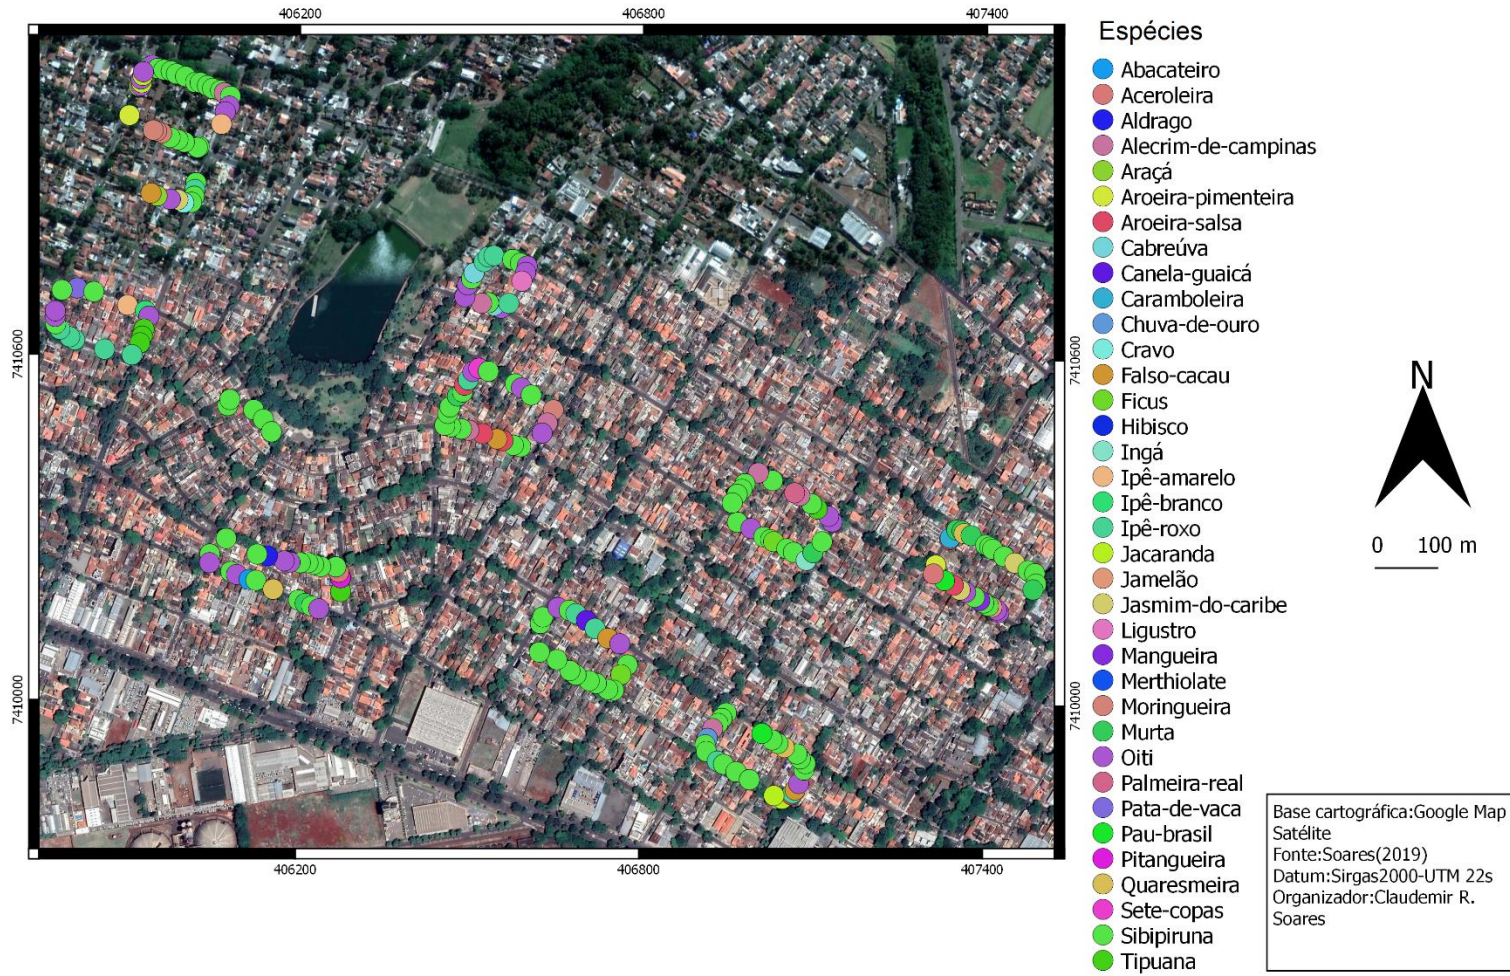 406200
406800
407400
7410600
7410000
406200
406800
407400
7410600
7410000
Espécies
Abacateiro
Aceroleira
Aldrago
Alecrim-de-campinas
Araçá
Aroeira-pimenteira
Aroeira-salsa
Cabreúva
Canela-guaicá
Caramboleira
Chuva-de-ouro
Cravo
Falso-cacau
Ficus
Hibisco
Ingá
Ipê-amarelo
Ipê-branco
Ipê-roxo
Jacaranda
Jamelão
Jasmim-do-caribe
Ligustro
Mangueira
Merthiolate
Moringueira
Murta
Oiti
Palmeira-real
Pata-de-vaca
Pau-brasil
Pitangueira
Quaresmeira
Sete-copas
Sibipiruna
Tipuana
N
0 100 m
Base cartográfica:Google Map
Satélite
Fonte:Soares(2019)
Datum:Sirgas2000-UTM 22s
Organizador:Claudemir R.
Soares